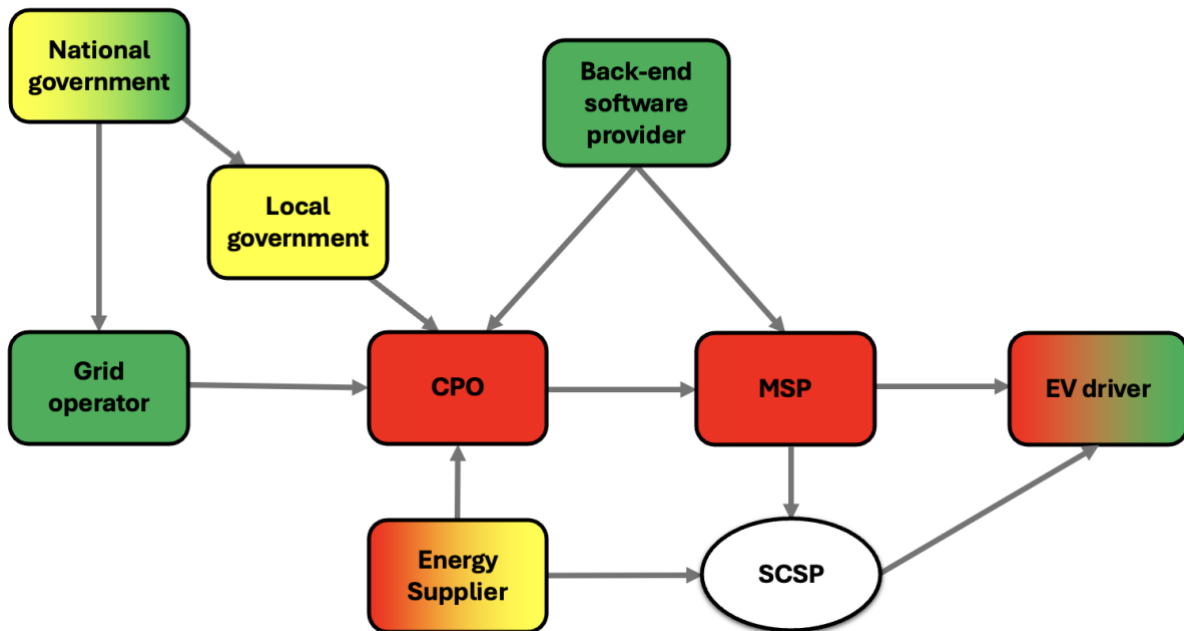 National
government
Back-end
software
provider
Local
government
Grid
operator
CPO
MSP
EV driver
Energy
Supplier
SCSP